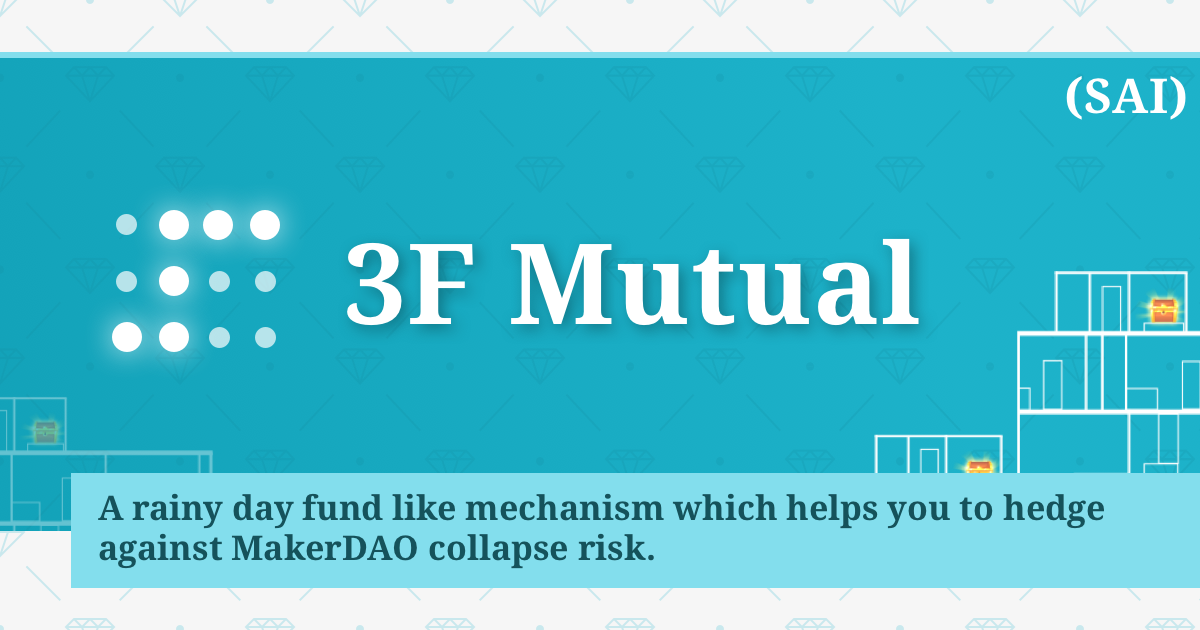 (SAI)
3F Mutual
A rainy day fund like mechanism which helps you to hedge
against MakerDAO collapse risk.